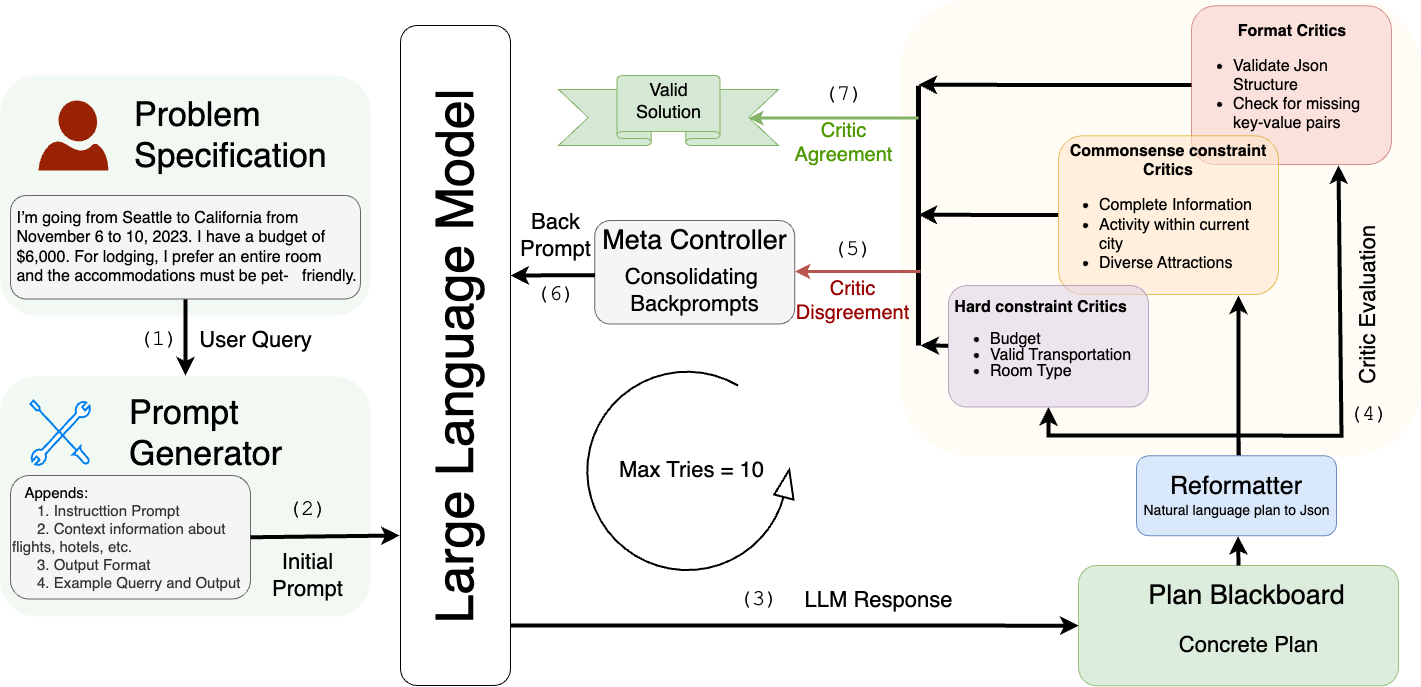 Problem
Specification
I'm going from Seattle to California from
November 6 to 10, 2023. I have a budget of
$6,000. For lodging, I prefer an entire room
and the accommodations must be pet- friendly.
(1)
User Query
Prompt
Generator
Appends:
1. Instructtion Prompt
2. Context information about
flights, hotels, etc.
3. Output Format
4. Example Querry and Output
(2)
Initial
Prompt
Large Language Model
Valid
Solution
(7)
Critic
Agreement
Back
Prompt
(6)
Meta Controller
Consolidating
Backprompts
(5)
Critic
Disgreement
Max Tries = 10
(3)
LLM Response
Format Critics
• Validate Json
Structure
• Check for missing
key-value pairs
Commonsense constraint
Critics
• Complete Information
• Activity within current
city
• Diverse Attractions
Hard constraint Critics
• Budget
• Valid Transportation
• Room Type
Critic Evaluation
(4)
Reformatter
Natural language plan to Json
Plan Blackboard
Concrete Plan